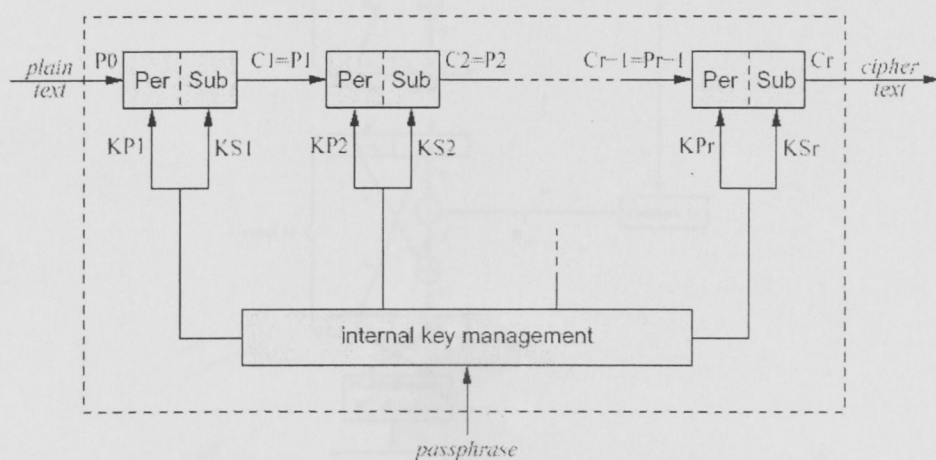 plain
text
P0
Per Sub
C1=P1
Per Sub
C2=P2
Cr-1=Pr-1
Per Sub
Cr
cipher
text
KP1
KS1
KP2
KS2
KPr
KSr
internal key management
passphrase